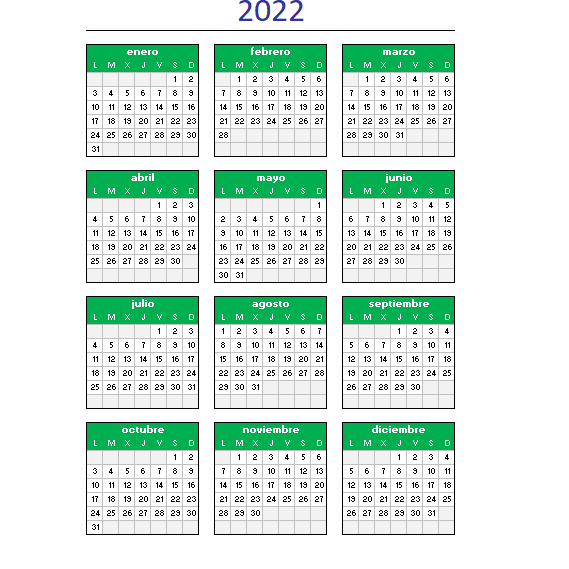 2022
enero
L M X J V S D
1 2
3 4 5 6 7 8 9
10 11 12 13 14 15 16
17 18 19 20 21 22 23
24 25 26 27 28 29 30
31
febrero
L M X J V S D
1 2 3 4 5 6
7 8 9 10 11 12 13
14 15 16 17 18 19 20
21 22 23 24 25 26 27
28
marzo
L M X J V S D
1 2 3 4 5 6
7 8 9 10 11 12 13
14 15 16 17 18 19 20
21 22 23 24 25 26 27
28 29 30 31
abril
L M X J V S D
1 2 3
4 5 6 7 8 9 10
11 12 13 14 15 16 17
18 19 20 21 22 23 24
25 26 27 28 29 30
mayo
L M X J V S D
1
2 3 4 5 6 7 8
9 10 11 12 13 14 15
16 17 18 19 20 21 22
23 24 25 26 27 28 29
30 31
junio
L M X J V S D
1 2 3 4 5
6 7 8 9 10 11 12
13 14 15 16 17 18 19
20 21 22 23 24 25 26
27 28 29 30
julio
L M X J V S D
1 2 3
4 5 6 7 8 9 10
11 12 13 14 15 16 17
18 19 20 21 22 23 24
25 26 27 28 29 30 31
agosto
L M X J V S D
1 2 3 4 5 6 7
8 9 10 11 12 13 14
15 16 17 18 19 20 21
22 23 24 25 26 27 28
29 30 31
septiembre
L M X J V S D
1 2 3 4
5 6 7 8 9 10 11
12 13 14 15 16 17 18
19 20 21 22 23 24 25
26 27 28 29 30
octubre
L M X J V S D
1 2
3 4 5 6 7 8 9
10 11 12 13 14 15 16
17 18 19 20 21 22 23
24 25 26 27 28 29 30
31
noviembre
L M X J V S D
1 2 3 4 5 6
7 8 9 10 11 12 13
14 15 16 17 18 19 20
21 22 23 24 25 26 27
28 29 30
diciembre
L M X J V S D
1 2 3 4
5 6 7 8 9 10 11
12 13 14 15 16 17 18
19 20 21 22 23 24 25
26 27 28 29 30 31